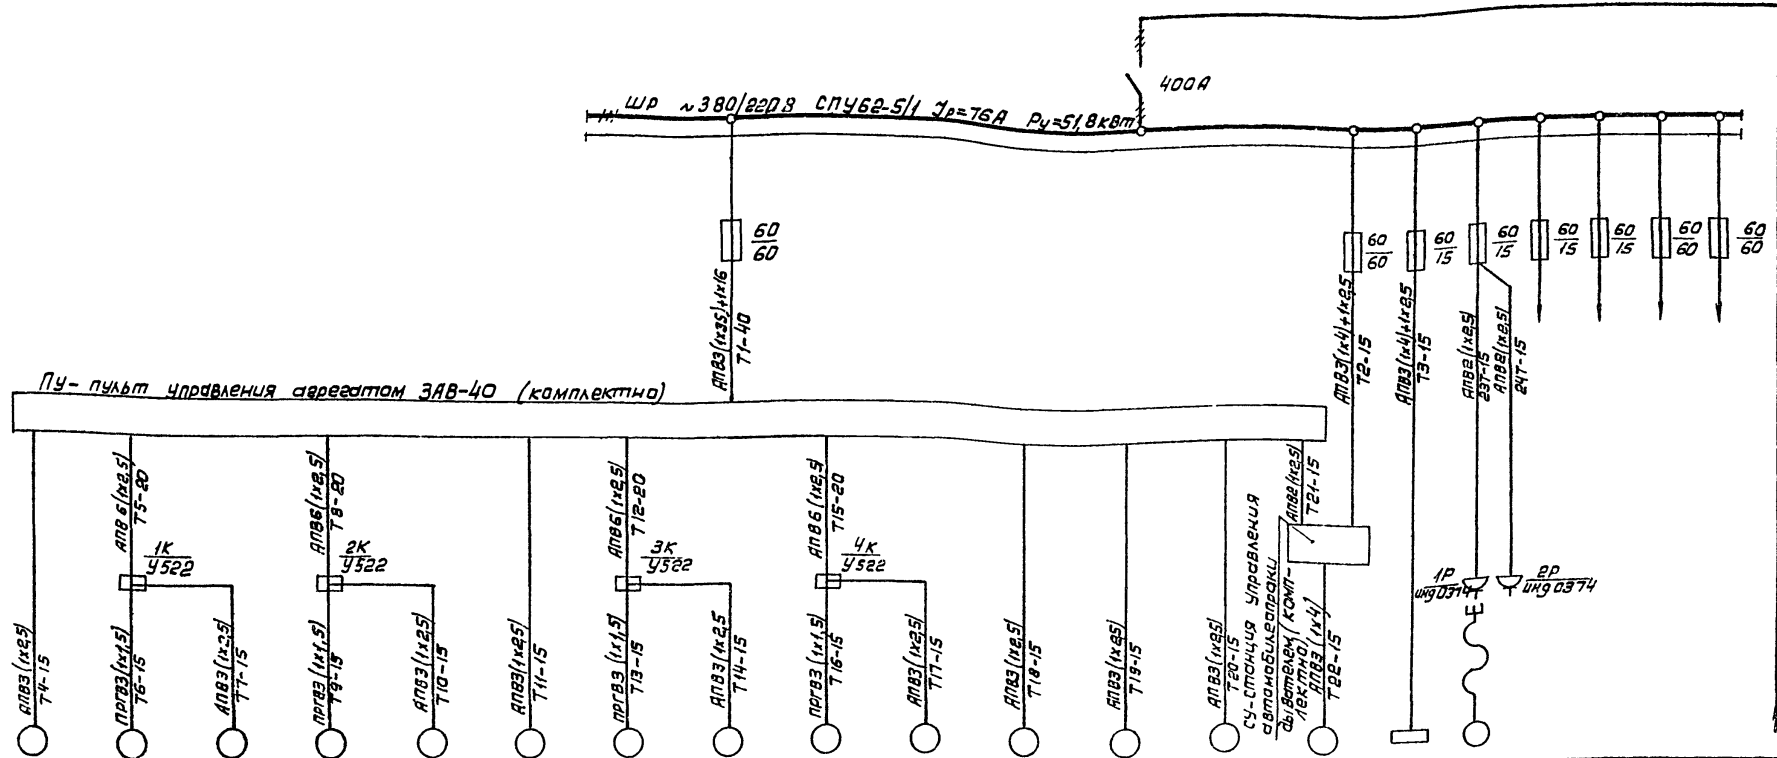 400А
ШР ~380/220В СПУ62-5/1 Jр=76А Ру=51,8кВт
60
60
60
60
60
15
60
15
60
15
60
15
60
60
60
60
АПВ3(1х35)+1х16
Т1-40
АПВ3(1х4)+1х2,5
Т2-15
АПВ3(1х4)+1х2,5
Т3-15
АПВ2(1х2,5)
23Т-15
АПВ2(1х2,5)
24Т-15
ПУ- пульт управления агрегатом ЗАВ-40 (комплектно)
АПВ6(1х2,5)
Т5-20
АПВ6(1х2,5)
Т8-20
АПВ6(1х2,5)
Т12-20
АПВ6(1х2,5)
Т15-20
АПВ2(1х2,5)
Т21-15
1К
У522
2К
У522
3К
У522
4К
У522
1Р
инд0374
2Р
инд0374
АПВ3(1х2,5)
Т4-15
ПРГВ3(1х1,5)
Т6-15
АПВ3(1х2,5)
Т7-15
ПРГВ3(1х1,5)
Т9-15
АПВ3(1х2,5)
Т10-15
АПВ3(1х2,5)
Т11-15
ПРГВ3(1х1,5)
Т13-15
АПВ3(1х2,5
Т14-15
ПРГВ3(1х1,5)
Т16-15
АПВ3(1х2,5)
Т17-15
АПВ3(1х2,5)
Т18-15
АПВ3(1х2,5)
Т19-15
АПВ3(1х2,5)
Т20-15
СУ-станция управления
автомобилеопроки
дывателем (комп-
лектно)
АПВ3(1х4)
Т22-15